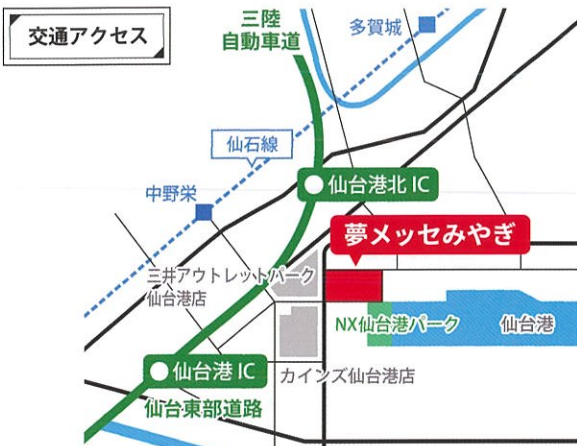 交通アクセス
三陸
自動車道
多賀城
仙石線
仙台港北 IC
中野栄
夢メッセみやぎ
三井アウトレットパーク
仙台港店
NX仙台港パーク
仙台港
仙台港 IC
カインズ仙台港店
仙台東部道路